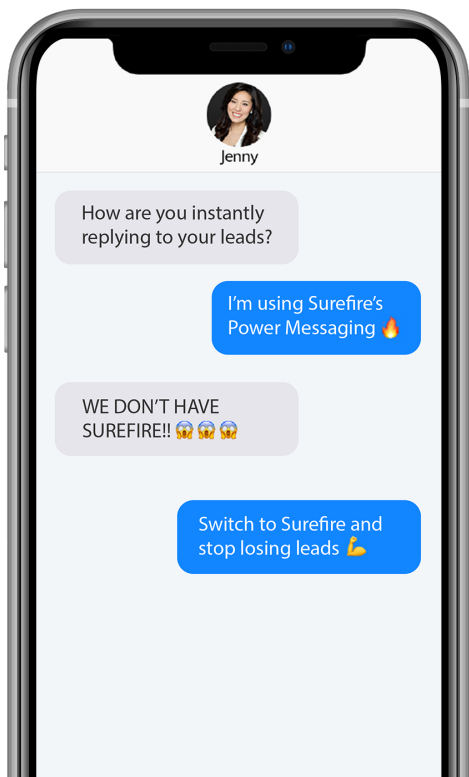 Jenny
How are you instantly
replying to your leads?
I'm using Surefire's
Power Messaging 🔥
WE DON'T HAVE
SUREFIRE!! 😱😱😱
Switch to Surefire and
stop losing leads 💪